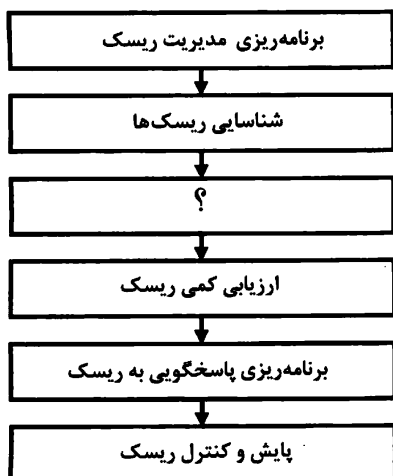 برنامه‌ریزی مدیریت ریسک
شناسایی ریسک‌ها
؟
ارزیابی کمی ریسک
برنامه‌ریزی پاسخگویی به ریسک
پایش و کنترل ریسک